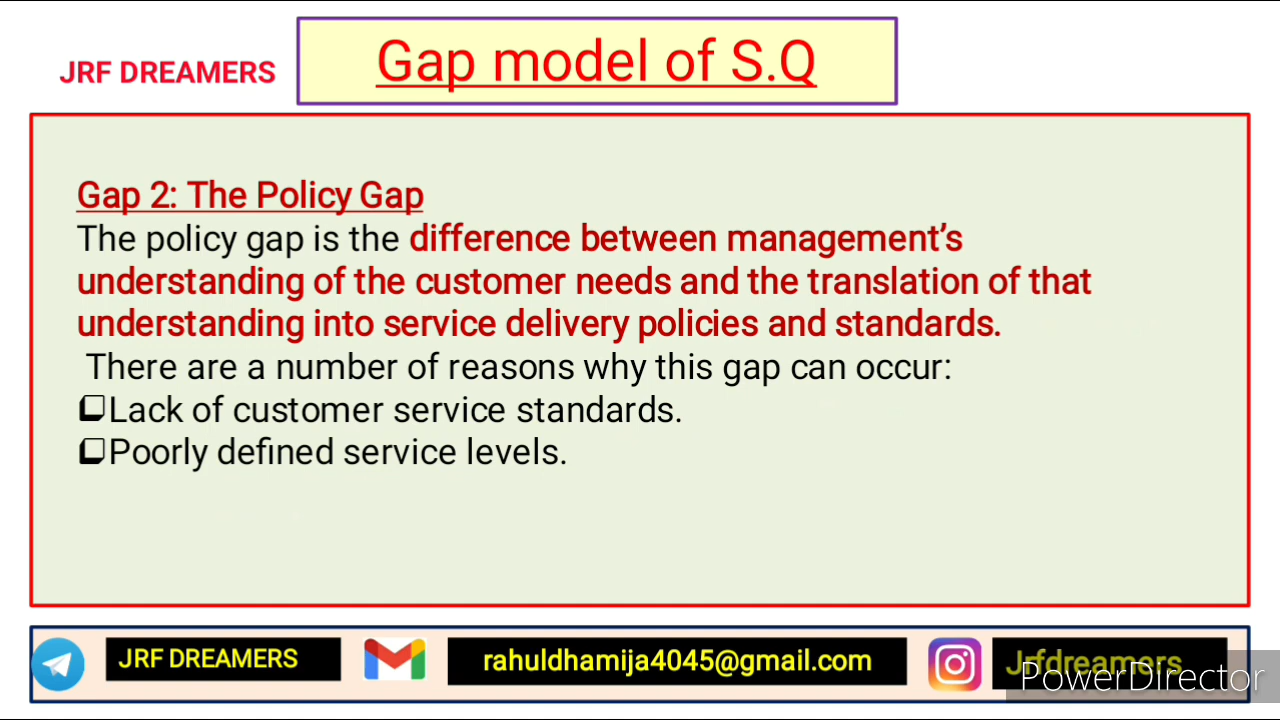 JRF DREAMERS
Gap model of S.Q
Gap 2: The Policy Gap
The policy gap is the difference between management’s
understanding of the customer needs and the translation of that
understanding into service delivery policies and standards.
There are a number of reasons why this gap can occur:
❑Lack of customer service standards.
❑Poorly defined service levels.
JRF DREAMERS
rahuldhamija4045@gmail.com
Jrfdreamers
PowerDirector